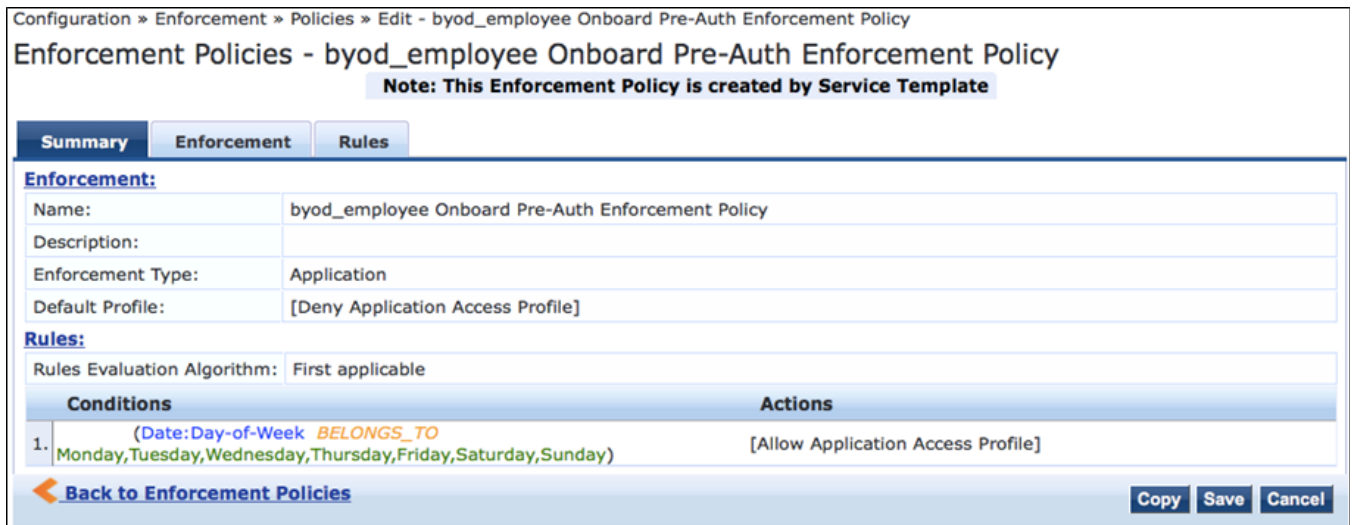 Configuration » Enforcement » Policies » Edit - byod_employee Onboard Pre-Auth Enforcement Policy
Enforcement Policies - byod_employee Onboard Pre-Auth Enforcement Policy
Note: This Enforcement Policy is created by Service Template
Summary Enforcement Rules
Enforcement:
Name: byod_employee Onboard Pre-Auth Enforcement Policy
Description:
Enforcement Type: Application
Default Profile: [Deny Application Access Profile]
Rules:
Rules Evaluation Algorithm: First applicable
Conditions Actions
1. (Date:Day-of-Week BELONGS_TO
Monday,Tuesday,Wednesday,Thursday,Friday,Saturday,Sunday) [Allow Application Access Profile]
Back to Enforcement Policies Copy Save Cancel